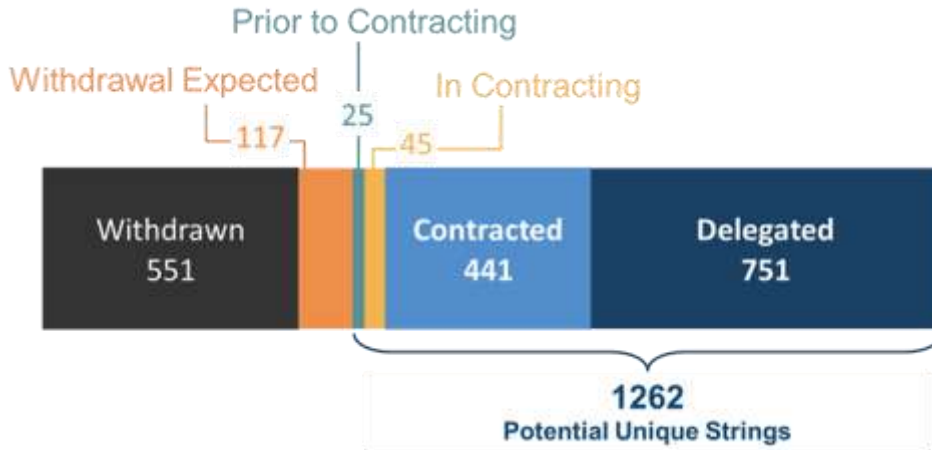 Prior to Contracting
Withdrawal Expected
In Contracting
25
117
45
Withdrawn
551
Contracted
441
Delegated
751
1262
Potential Unique Strings